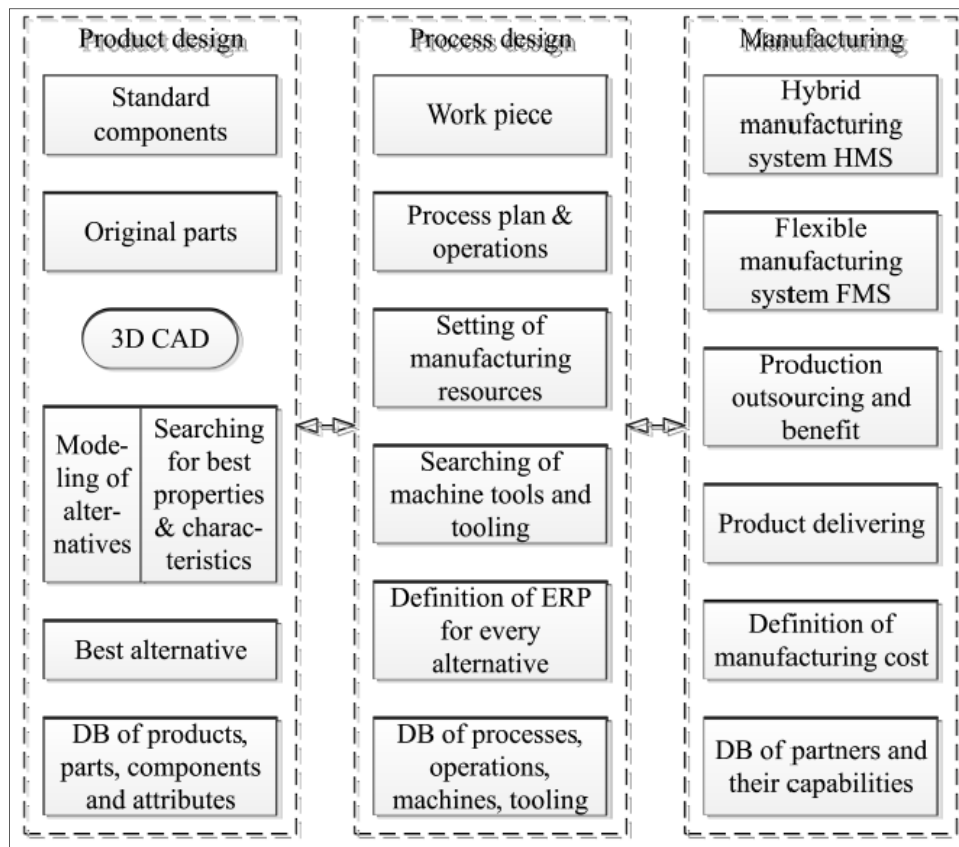 Product design
Standard
components
Original parts
3D CAD
Mode-
ling of
alter-
natives
Searching
for best
properties
& charac-
teristics
Best alternative
DB of products,
parts, components
and attributes
Process design
Work piece
Process plan &
operations
Setting of
manufacturing
resources
Searching of
machine tools and
tooling
Definition of ERP
for every
alternative
DB of processes,
operations,
machines, tooling
Manufacturing
Hybrid
manufacturing
system HMS
Flexible
manufacturing
system FMS
Production
outsourcing and
benefit
Product delivering
Definition of
manufacturing cost
DB of partners and
their capabilities